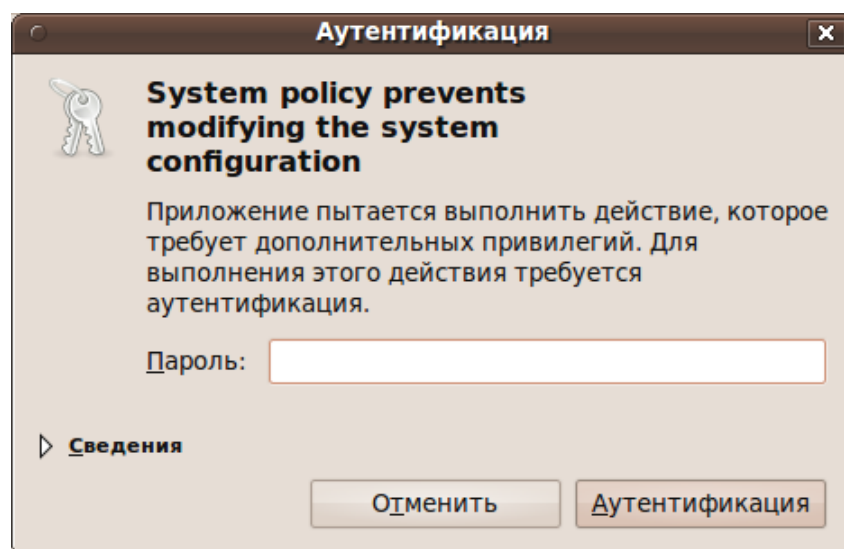 Аутентификация
System policy prevents
modifying the system
configuration
Приложение пытается выполнить действие, которое
требует дополнительных привилегий. Для
выполнения этого действия требуется
аутентификация.
Пароль:
Сведения
Отменить Аутентификация